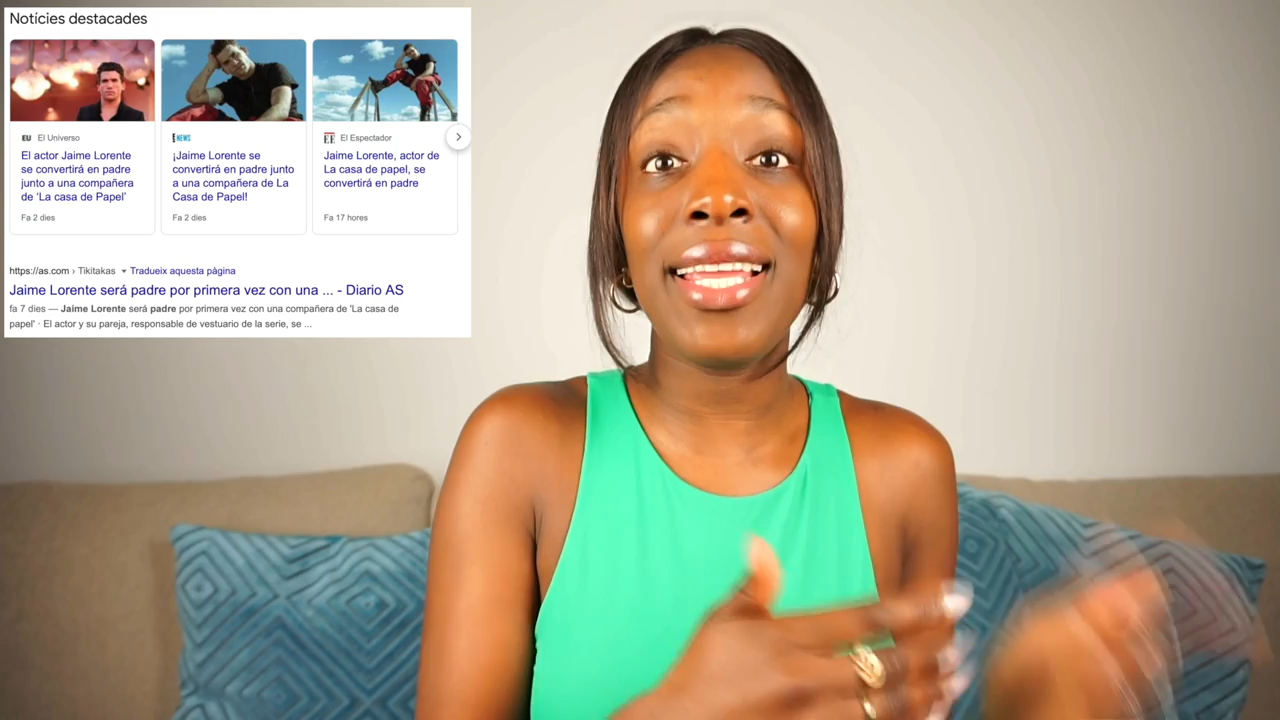 Notícies destacades
EU El Universo
El actor Jaime Lorente
se convertirá en padre
junto a una compañera
de ‘La casa de Papel’
Fa 2 dies
E NEWS
¡Jaime Lorente se
convertirá en padre junto
a una compañera de La
Casa de Papel!
Fa 2 dies
EE El Espectador
Jaime Lorente, actor de
La casa de papel, se
convertirá en padre
Fa 17 hores
https://as.com › Tikitakas ▾ Tradueix aquesta pàgina
Jaime Lorente será padre por primera vez con una ... - Diario AS
fa 7 dies — Jaime Lorente será padre por primera vez con una compañera de 'La casa de
papel' · El actor y su pareja, responsable de vestuario de la serie, se ...